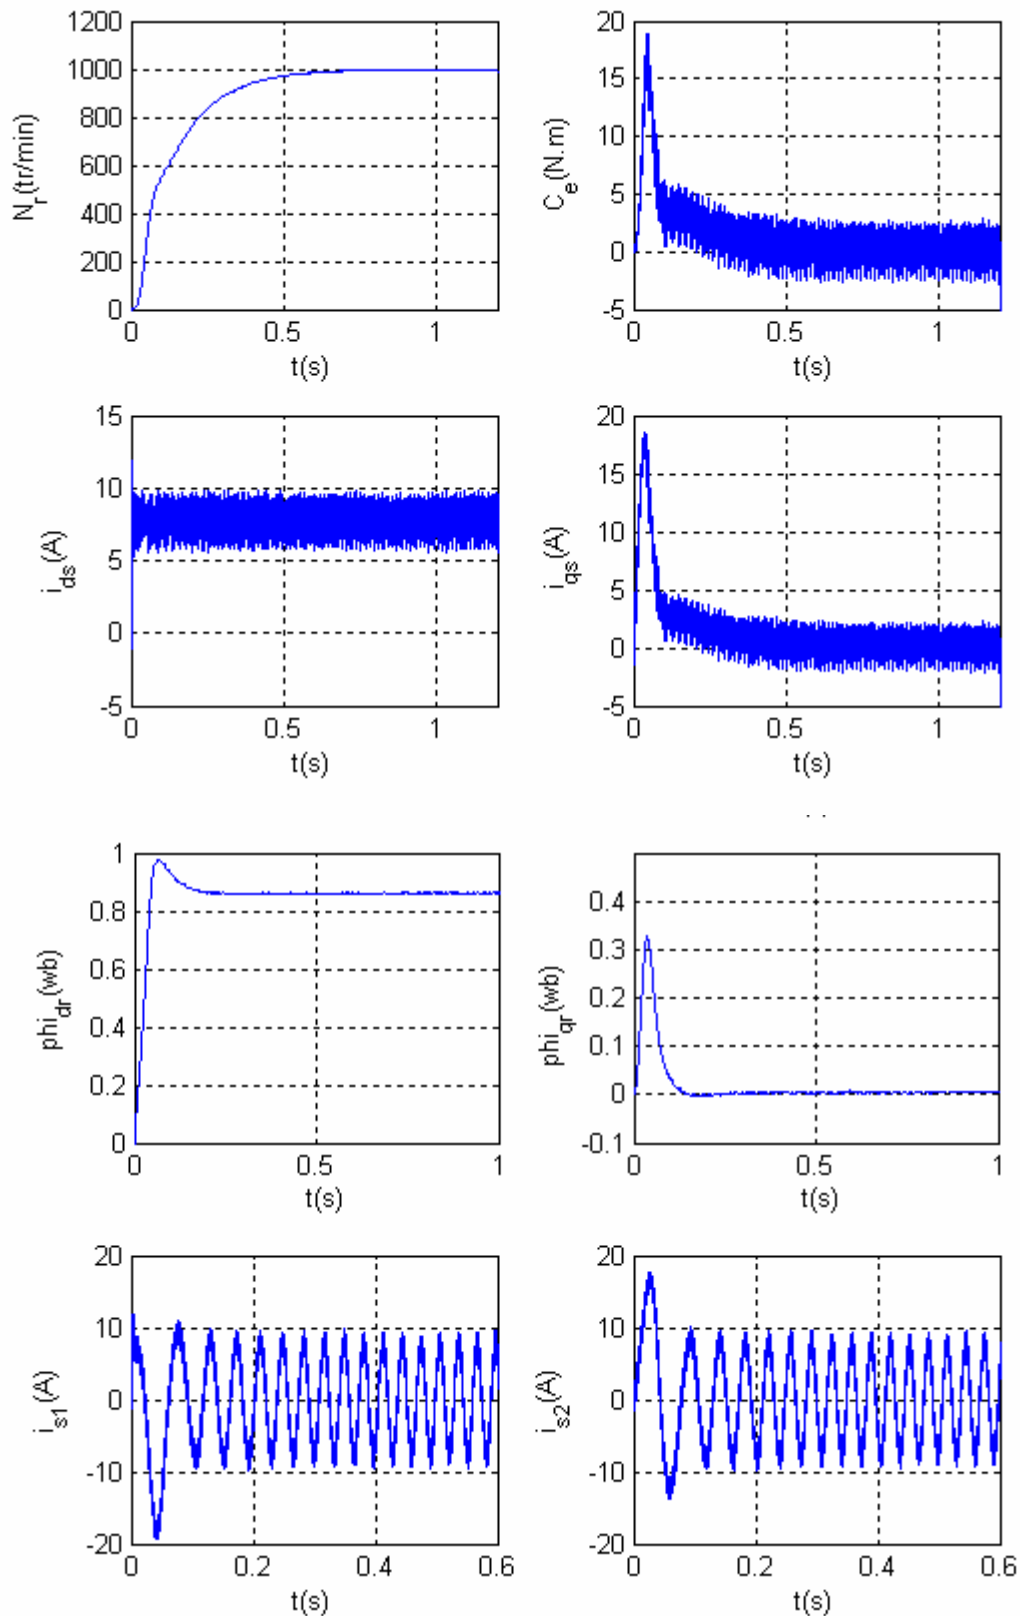 1200
1000
800
600
400
200
0
N_r(tr/min)
0 0.5 1
t(s)
20
15
10
5
0
-5
C_e(N.m)
0 0.5 1
t(s)
15
10
5
0
-5
i_ds(A)
0 0.5 1
t(s)
20
15
10
5
0
-5
i_qs(A)
0 0.5 1
t(s)
1
0.8
0.6
0.4
0.2
0
phi_dr(wb)
0 0.5 1
t(s)
0.4
0.3
0.2
0.1
0
-0.1
phi_qr(wb)
0 0.5 1
t(s)
20
10
0
-10
-20
i_s1(A)
0 0.2 0.4 0.6
t(s)
20
10
0
-10
-20
i_s2(A)
0 0.2 0.4 0.6
t(s)